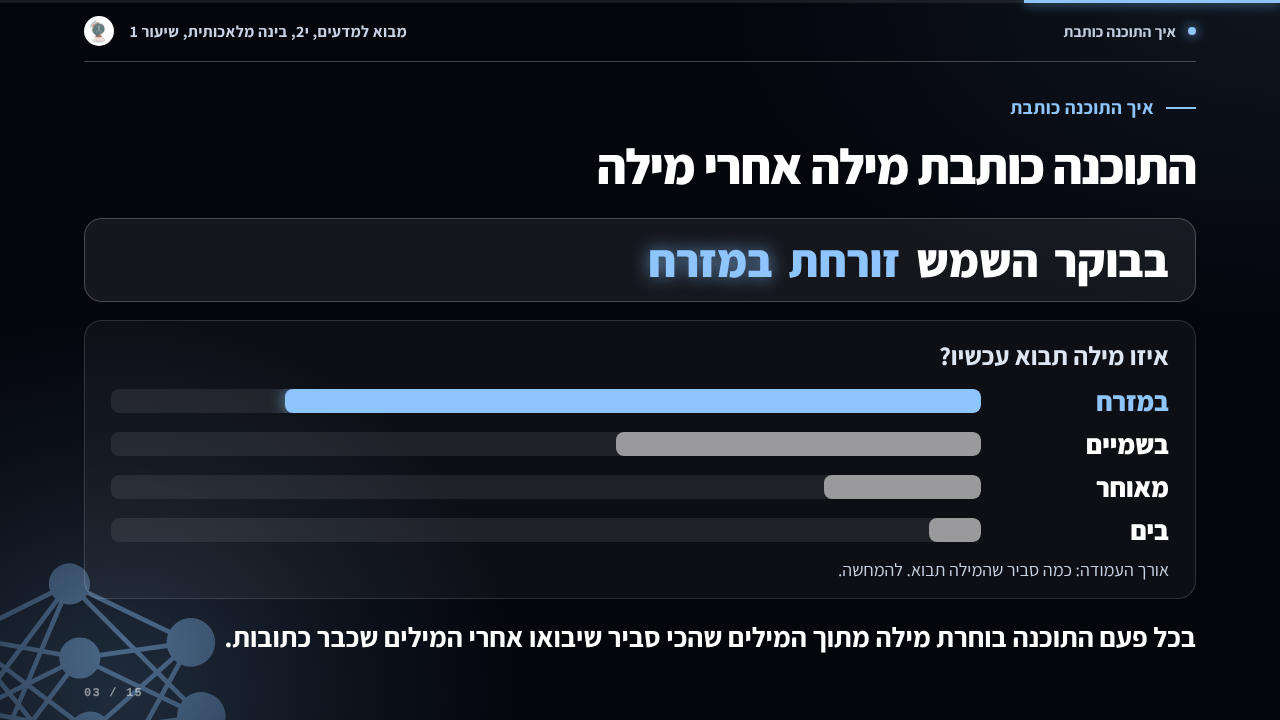 איך התוכנה כותבת
מבוא למדעים, י2, בינה מלאכותית, שיעור 1
איך התוכנה כותבת
התוכנה כותבת מילה אחרי מילה
בבוקר השמש זורחת במזרח
איזו מילה תבוא עכשיו?
במזרח
בשמיים
מאוחר
בים
אורך העמודה: כמה סביר שהמילה תבוא. להמחשה.
בכל פעם התוכנה בוחרת מילה מתוך המילים שהכי סביר שיבואו אחרי המילים שכבר כתובות.
03 / 15